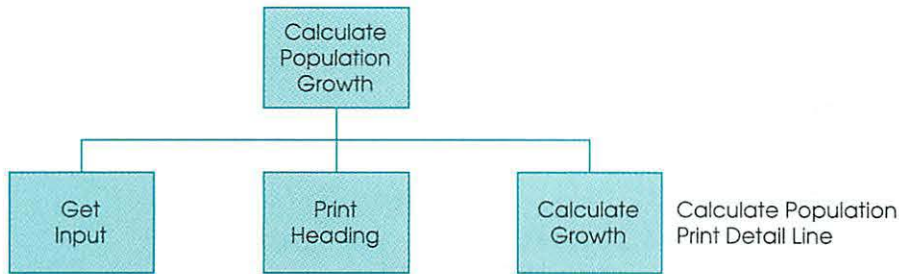 Calculate
Population
Growth
Get
Input
Print
Heading
Calculate
Growth
Calculate Population
Print Detail Line